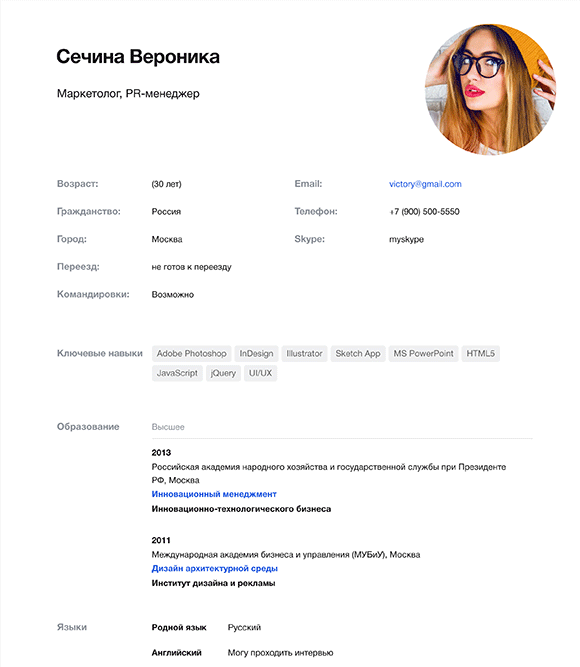 Сечина Вероника
Маркетолог, PR-менеджер
Возраст: (30 лет) Email: victory@gmail.com
Гражданство: Россия Телефон: +7 (900) 500-5550
Город: Москва Skype: myskype
Переезд: не готов к переезду
Командировки: Возможно
Ключевые навыки Adobe Photoshop InDesign Illustrator Sketch App MS PowerPoint HTML5
JavaScript jQuery UI/UX
Образование Высшее
2013
Российская академия народного хозяйства и государственной службы при Президенте
РФ, Москва
Инновационный менеджмент
Инновационно-технологического бизнеса
2011
Международная академия бизнеса и управления (МУБиУ), Москва
Дизайн архитектурной среды
Институт дизайна и рекламы
Языки Родной язык Русский
Английский Могу проходить интервью